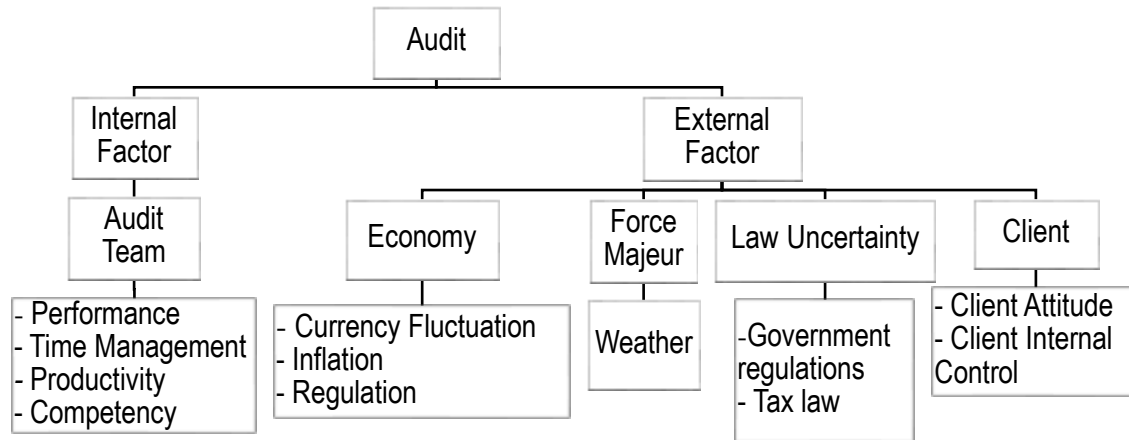 Audit
Internal
Factor
External
Factor
Audit
Team
Economy
Force
Majeur
Law Uncertainty
Client
- Performance
- Time Management
- Productivity
- Competency
- Currency Fluctuation
- Inflation
- Regulation
Weather
-Government
regulations
- Tax law
- Client Attitude
- Client Internal
Control